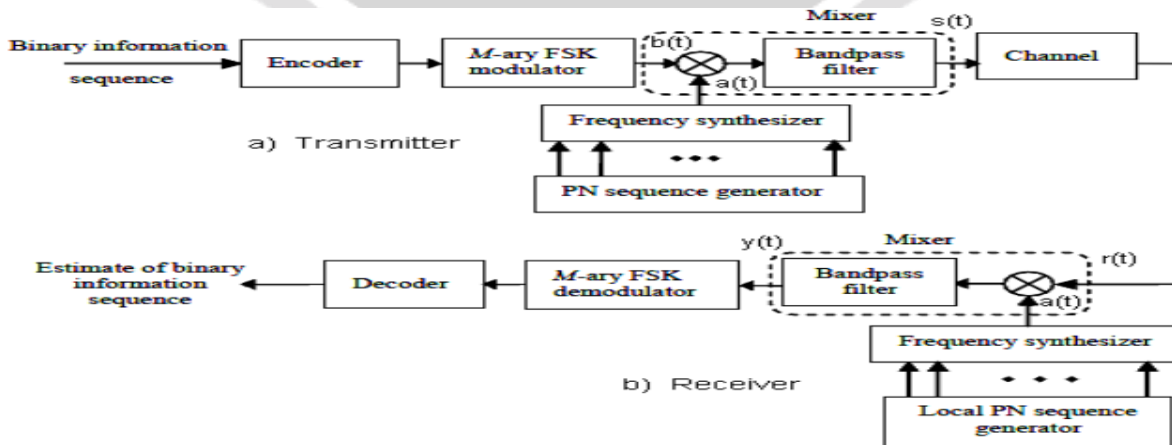 Mixer
s(t)
Binary information
sequence
Encoder
M-ary FSK
modulator
b(t)
a(t)
Bandpass
filter
Channel
Frequency synthesizer
a) Transmitter
PN sequence generator
Mixer
y(t)
r(t)
Estimate of binary
information
sequence
Decoder
M-ary FSK
demodulator
Bandpass
filter
a(t)
Frequency synthesizer
b) Receiver
Local PN sequence
generator